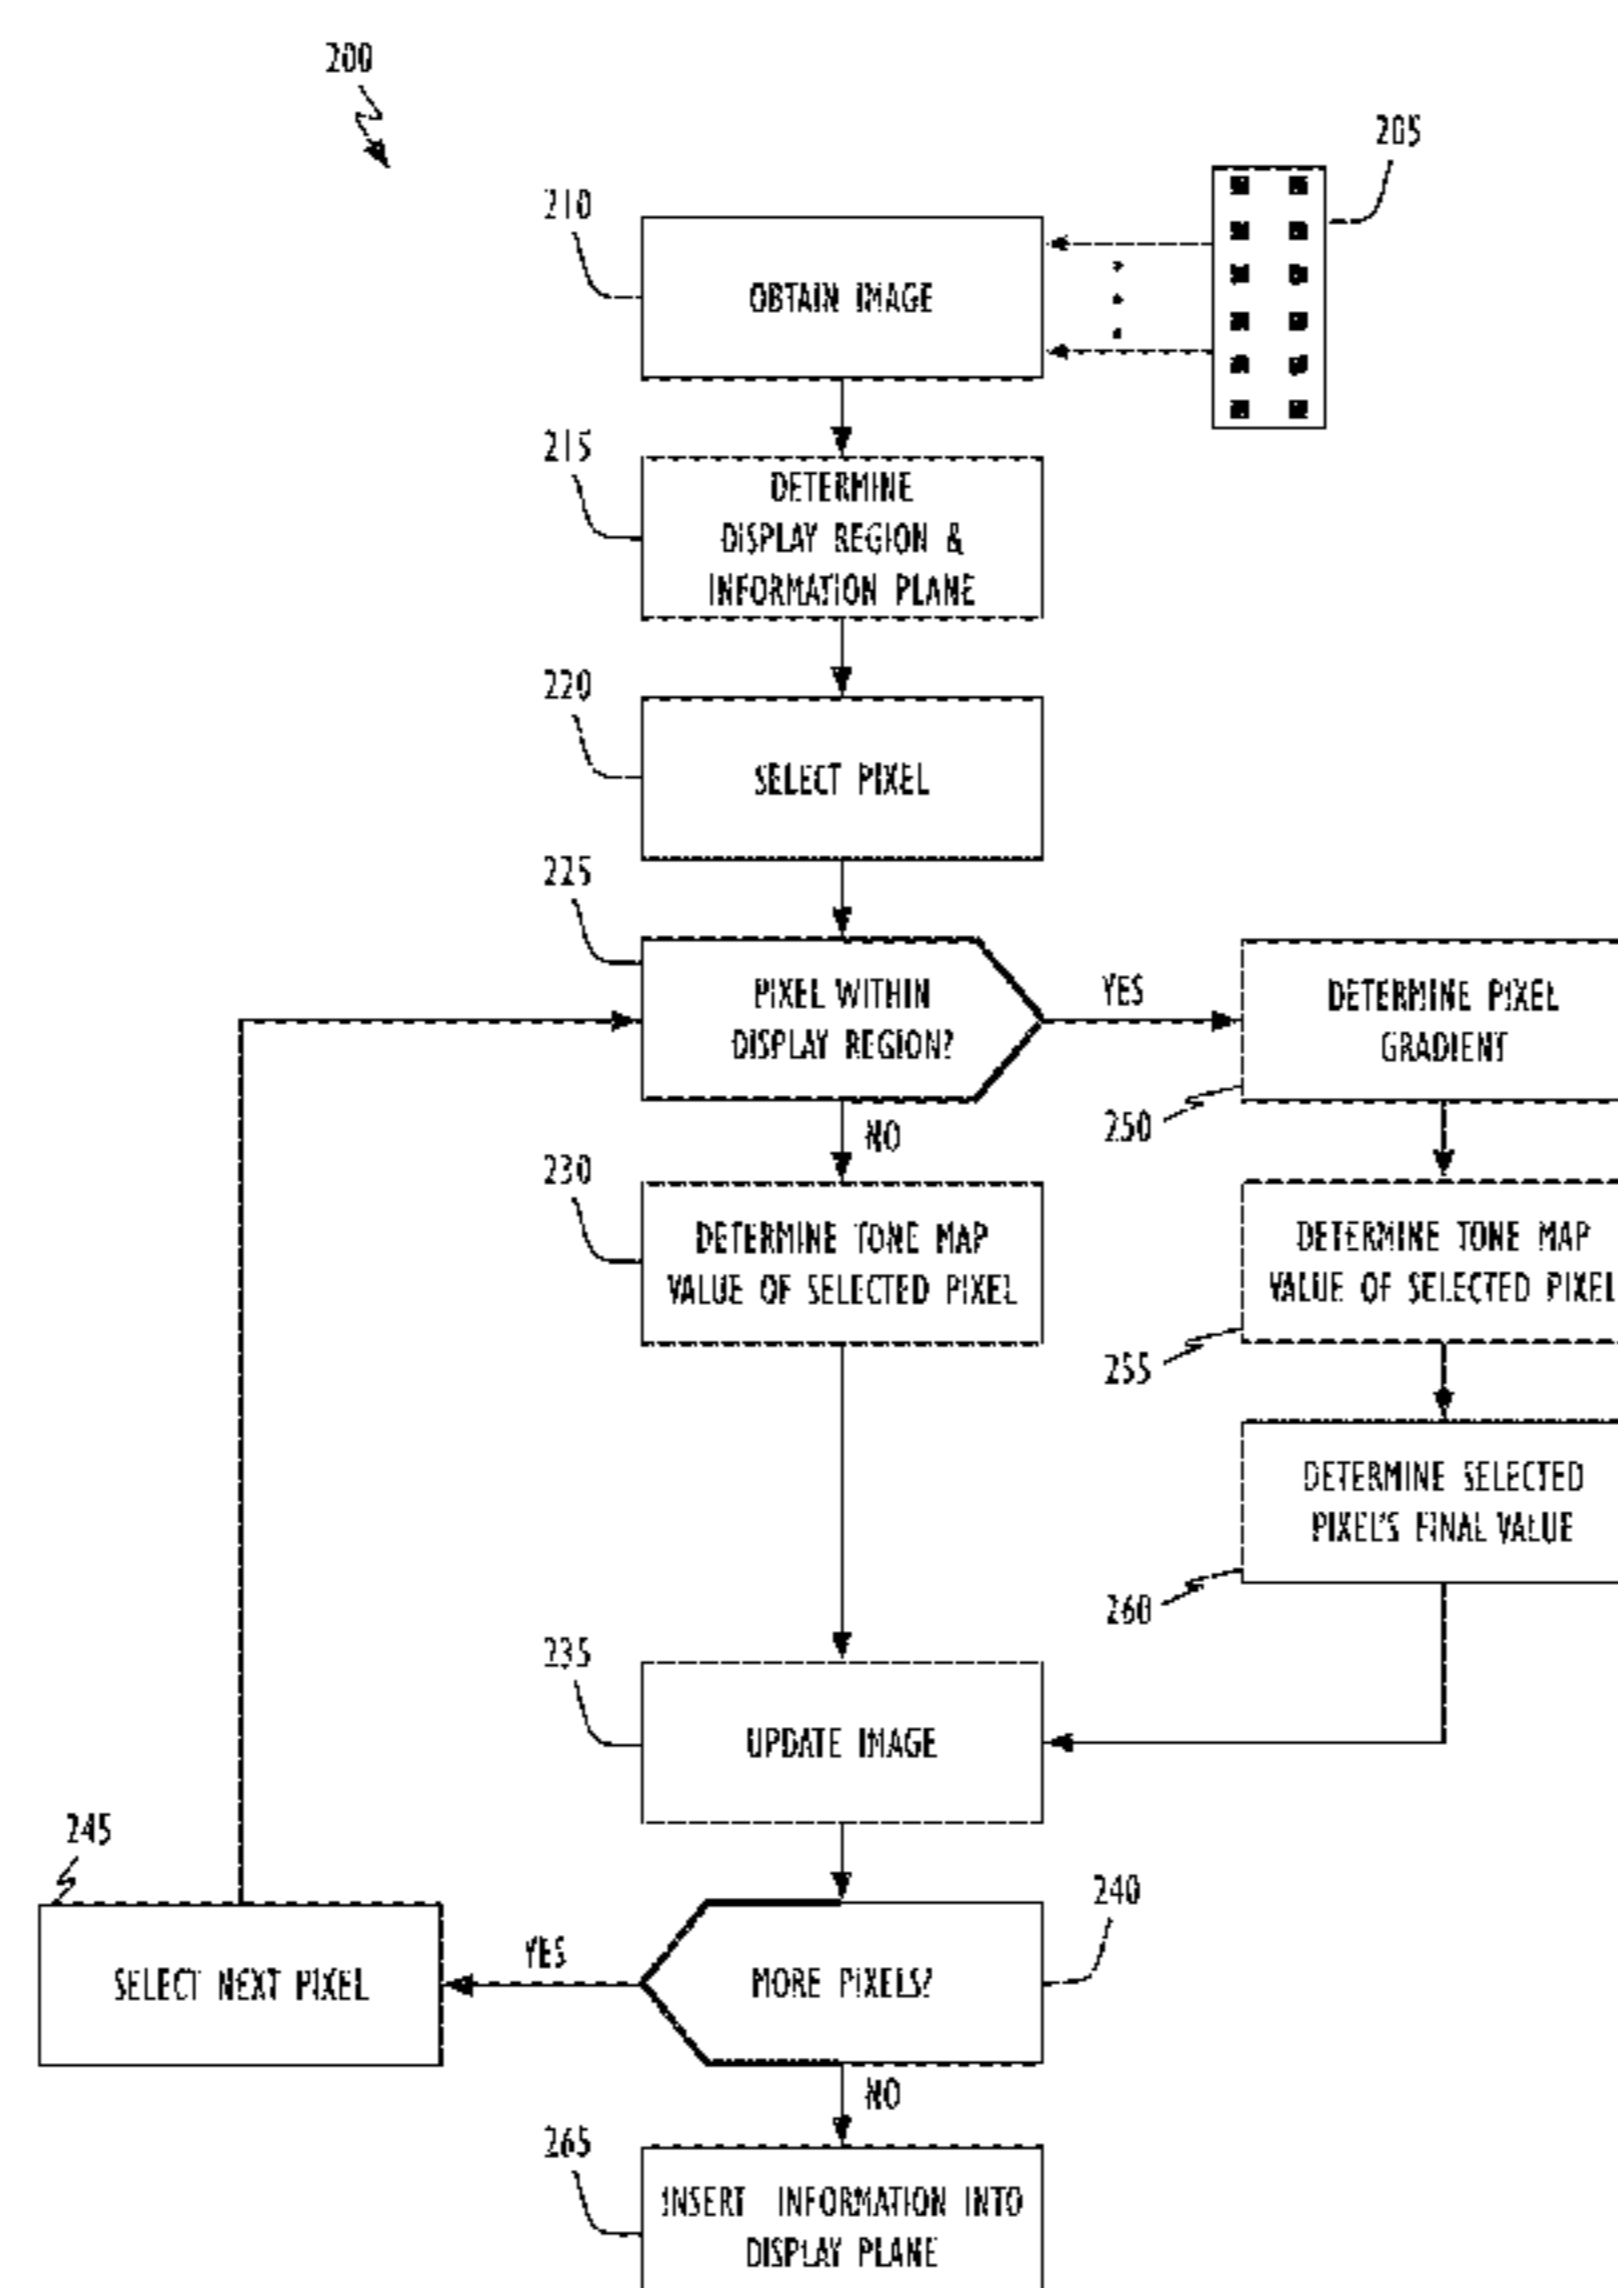 200
205
210
OBTAIN IMAGE
215
DETERMINE
DISPLAY REGION &
INFORMATION PLANE
220
SELECT PIXEL
225
PIXEL WITHIN
DISPLAY REGION?
YES
DETERMINE PIXEL
GRADIENT
250
NO
230
DETERMINE TONE MAP
VALUE OF SELECTED PIXEL
DETERMINE TONE MAP
VALUE OF SELECTED PIXEL
255
DETERMINE SELECTED
PIXEL'S FINAL VALUE
260
235
UPDATE IMAGE
245
SELECT NEXT PIXEL
YES
MORE PIXELS?
240
NO
265
INSERT INFORMATION INTO
DISPLAY PLANE